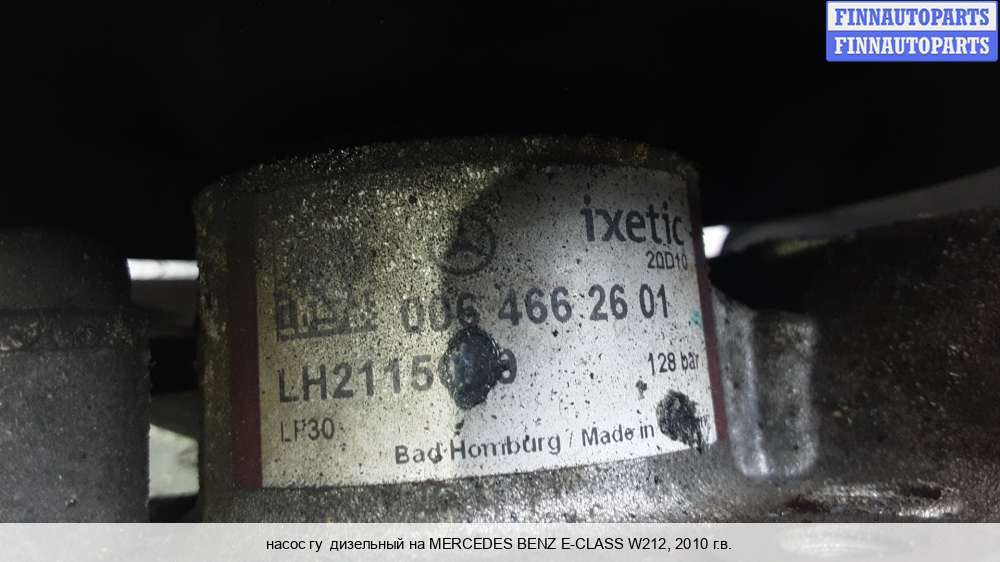 FINNAUTOPARTS
FINNAUTOPARTS
ixetic
20D10
006 466 26 01
128 bar
LF30
Bad Homburg / Made in
насос гу дизельный на MERCEDES BENZ E-CLASS W212, 2010 г.в.